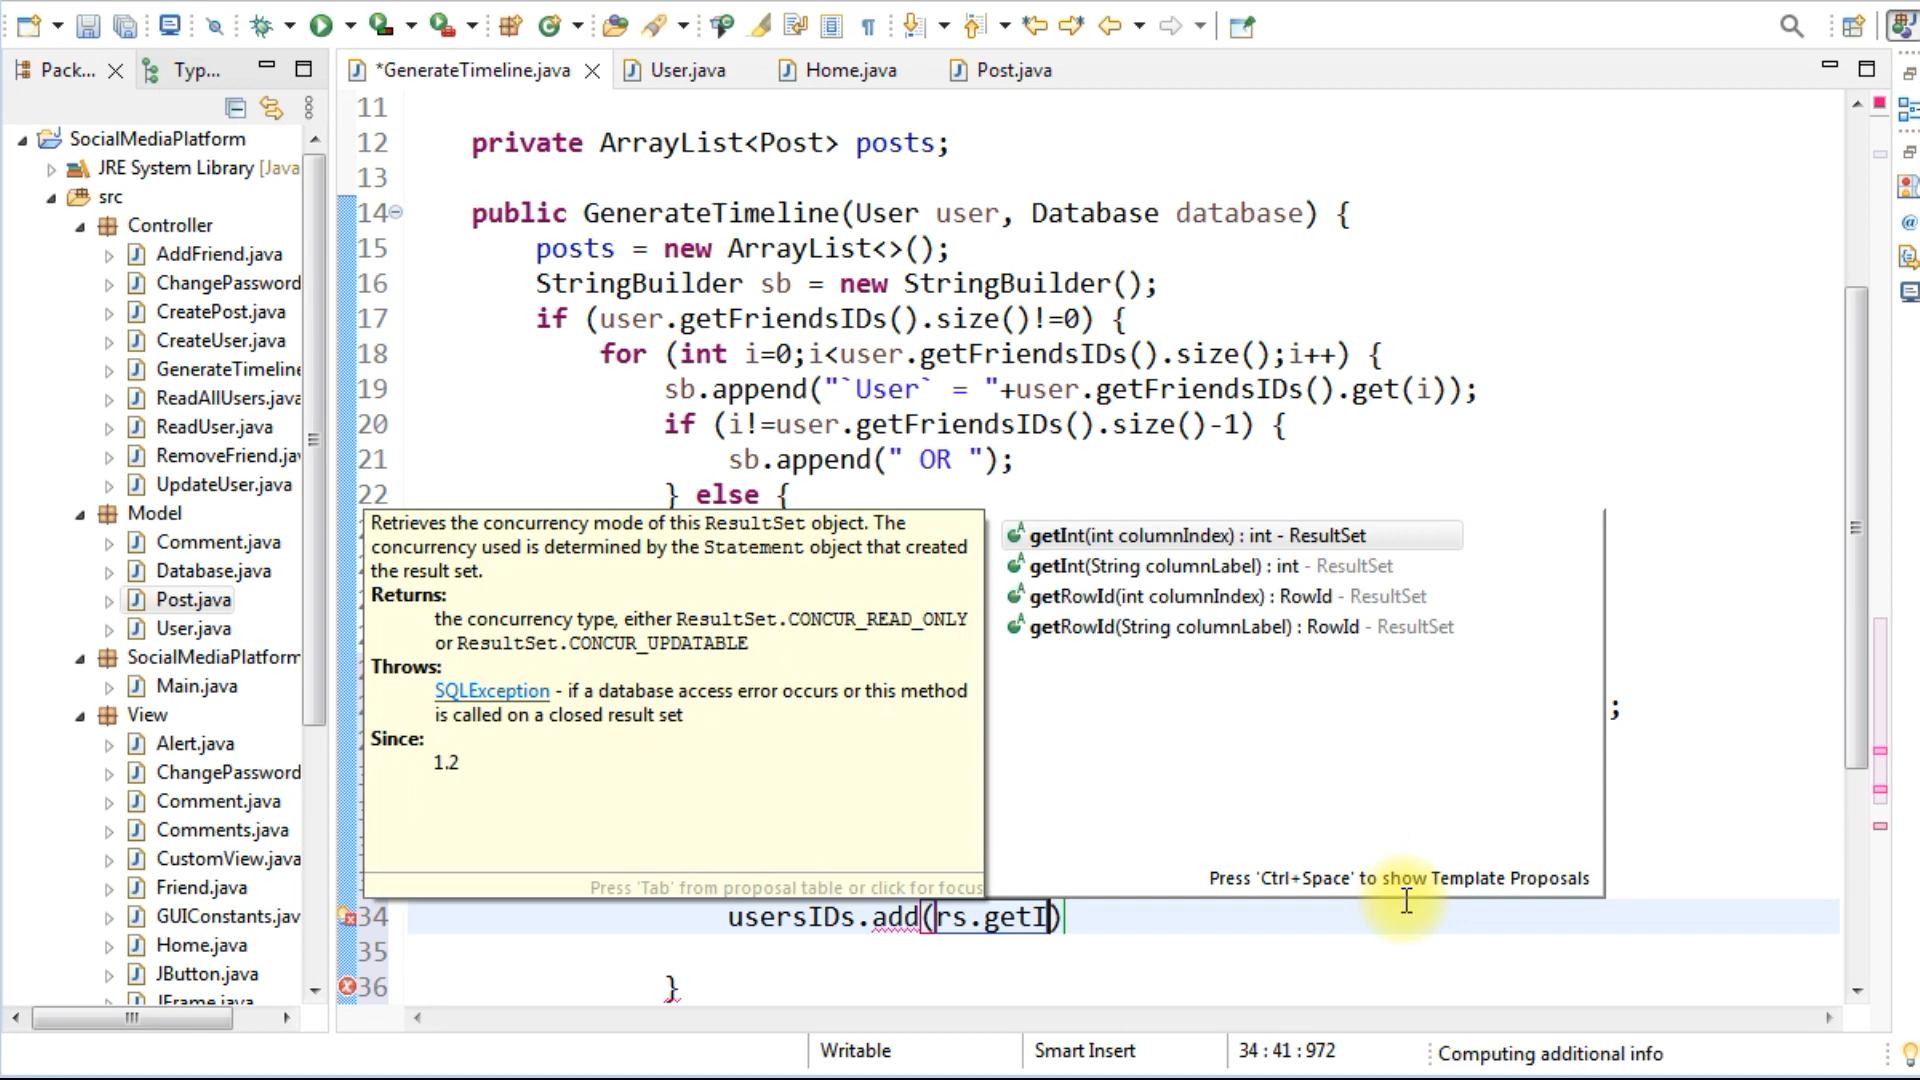 Pack...
Typ...
*GenerateTimeline.java
User.java
Home.java
Post.java
SocialMediaPlatform
JRE System Library [Java
src
Controller
AddFriend.java
ChangePassword
CreatePost.java
CreateUser.java
GenerateTimeline
ReadAllUsers.java
ReadUser.java
RemoveFriend.jav
UpdateUser.java
Model
Comment.java
Database.java
Post.java
User.java
SocialMediaPlatform
Main.java
View
Alert.java
ChangePassword
Comment.java
Comments.java
CustomView.java
Friend.java
GUIConstants.jav
Home.java
JButton.java
JFrame.java
11
12 private ArrayList<Post> posts;
13
14 public GenerateTimeline(User user, Database database) {
15 posts = new ArrayList<>();
16 StringBuilder sb = new StringBuilder();
17 if (user.getFriendsIDs().size()!=0) {
18 for (int i=0;i<user.getFriendsIDs().size();i++) {
19 sb.append("`User` = "+user.getFriendsIDs().get(i));
20 if (i!=user.getFriendsIDs().size()-1) {
21 sb.append(" OR ");
22 } else {
Retrieves the concurrency mode of this ResultSet object. The
concurrency used is determined by the Statement object that created
the result set.
Returns:
the concurrency type, either ResultSet.CONCUR_READ_ONLY
or ResultSet.CONCUR_UPDATABLE
Throws:
SQLException - if a database access error occurs or this method
is called on a closed result set
Since:
1.2
Press 'Tab' from proposal table or click for focus
getInt(int columnIndex) : int - ResultSet
getInt(String columnLabel) : int - ResultSet
getRowId(int columnIndex) : RowId - ResultSet
getRowId(String columnLabel) : RowId - ResultSet
;
Press 'Ctrl+Space' to show Template Proposals
34 usersIDs.add(rs.getI)
35
36 }
Writable
Smart Insert
34 : 41 : 972
Computing additional info